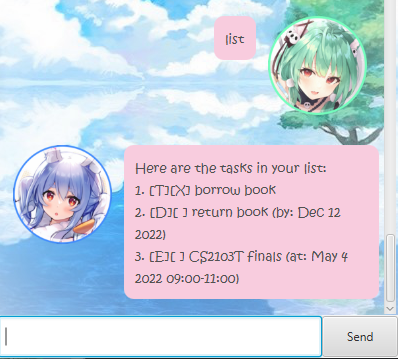 list
Here are the tasks in your list:
1. [T][X] borrow book
2. [D][ ] return book (by: Dec 12
2022)
3. [E][ ] CS2103T finals (at: May 4
2022 09:00-11:00)
Send